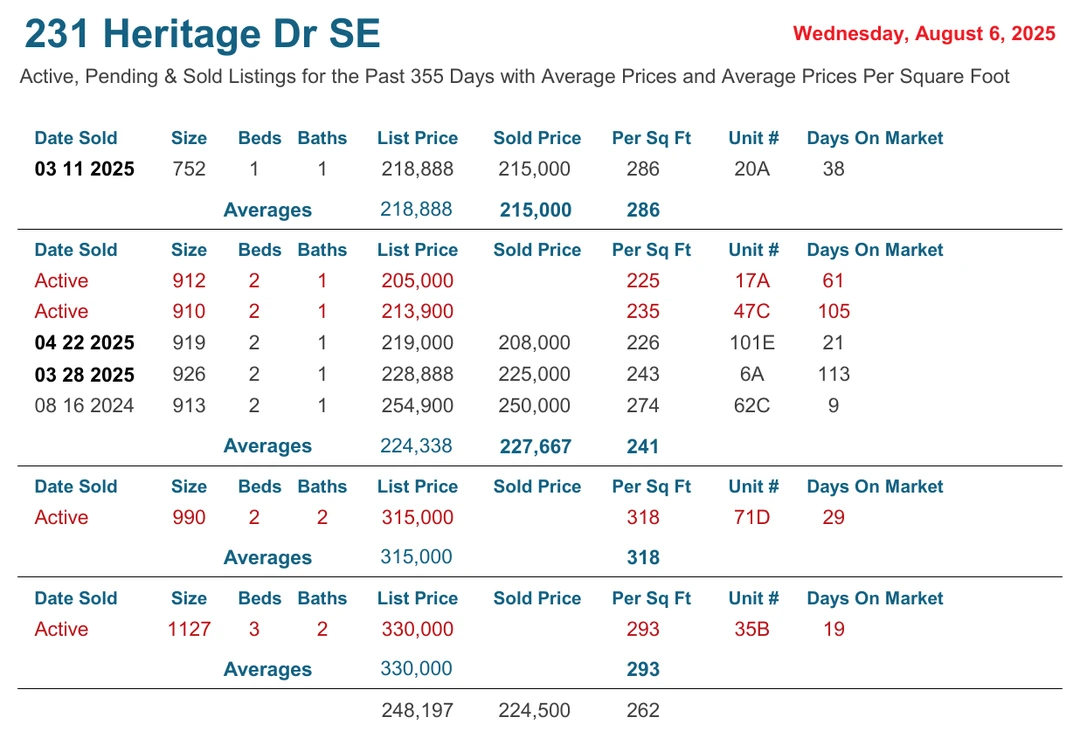 231 Heritage Dr SE
Wednesday, August 6, 2025
Active, Pending & Sold Listings for the Past 355 Days with Average Prices and Average Prices Per Square Foot
Date Sold Size Beds Baths List Price Sold Price Per Sq Ft Unit # Days On Market
03 11 2025 752 1 1 218,888 215,000 286 20A 38
Averages 218,888 215,000 286
Date Sold Size Beds Baths List Price Sold Price Per Sq Ft Unit # Days On Market
Active 912 2 1 205,000 225 17A 61
Active 910 2 1 213,900 235 47C 105
04 22 2025 919 2 1 219,000 208,000 226 101E 21
03 28 2025 926 2 1 228,888 225,000 243 6A 113
08 16 2024 913 2 1 254,900 250,000 274 62C 9
Averages 224,338 227,667 241
Date Sold Size Beds Baths List Price Sold Price Per Sq Ft Unit # Days On Market
Active 990 2 2 315,000 318 71D 29
Averages 315,000 318
Date Sold Size Beds Baths List Price Sold Price Per Sq Ft Unit # Days On Market
Active 1127 3 2 330,000 293 35B 19
Averages 330,000 293
248,197 224,500 262